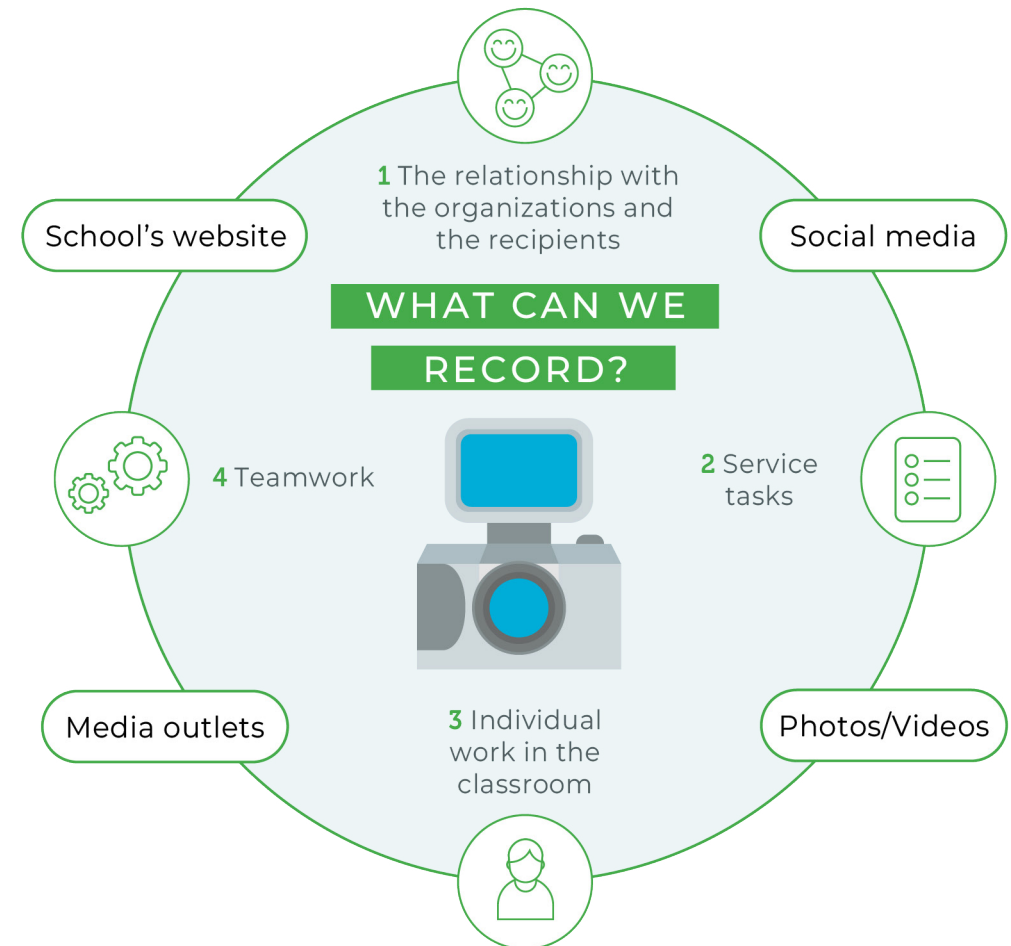 1 The relationship with
the organizations and
the recipients
School's website
Social media
WHAT CAN WE
RECORD?
4 Teamwork
2 Service
tasks
Media outlets
3 Individual
work in the
classroom
Photos/Videos